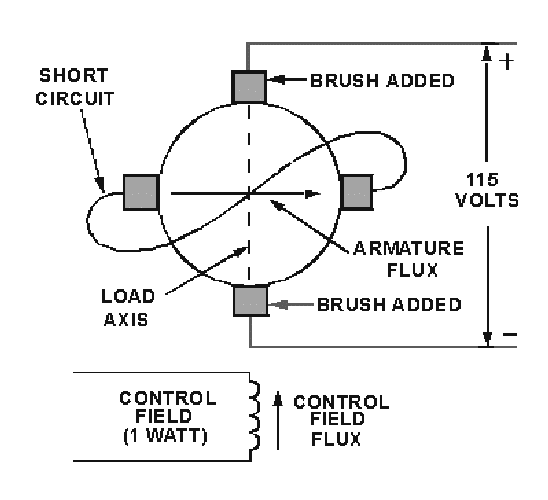 SHORT
CIRCUIT
BRUSH ADDED
+
115
VOLTS
ARMATURE
FLUX
LOAD
AXIS
BRUSH ADDED
−
CONTROL
FIELD
(1 WATT)
CONTROL
FIELD
FLUX